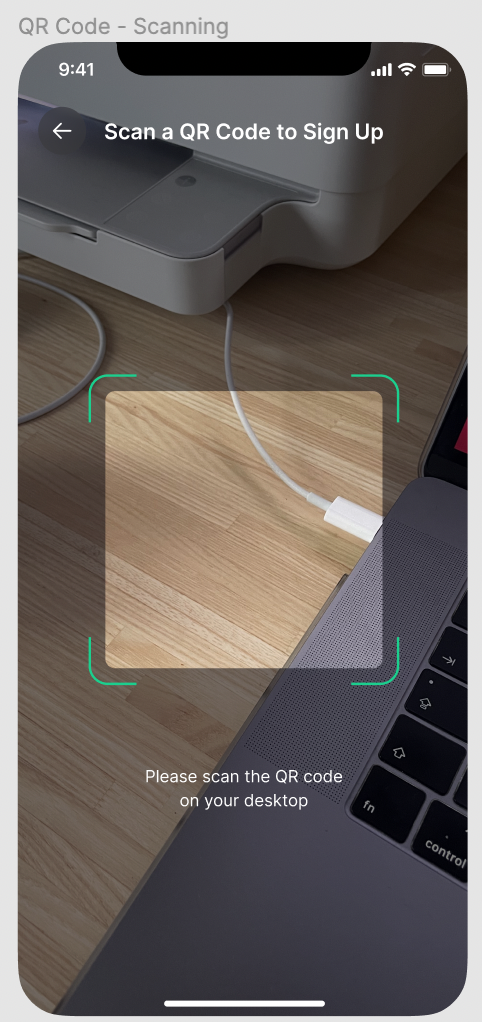 QR Code - Scanning
9:41
Scan a QR Code to Sign Up
Please scan the QR code
on your desktop
fn
control